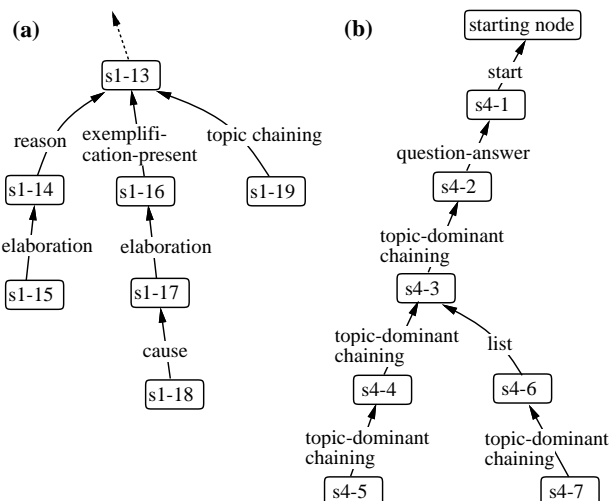 (a)
s1-13
reason
exemplifi-
cation-present
topic chaining
s1-14
s1-16
s1-19
elaboration
elaboration
s1-15
s1-17
cause
s1-18
(b)
starting node
start
s4-1
question-answer
s4-2
topic-dominant
chaining
s4-3
topic-dominant
chaining
list
s4-4
s4-6
topic-dominant
chaining
topic-dominant
chaining
s4-5
s4-7